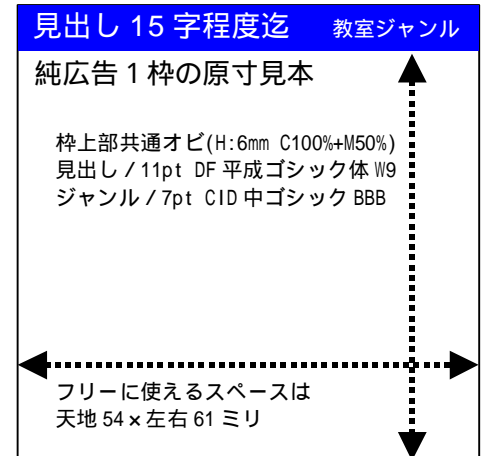 見出し 15 字程度迄 教室ジャンル
純広告 1 枠の原寸見本
枠上部共通オビ(H:6mm C100%+M50%)
見出し / 11pt DF 平成ゴシック体 W9
ジャンル / 7pt CID 中ゴシック BBB
フリーに使えるスペースは
天地 54×左右 61 ミリ